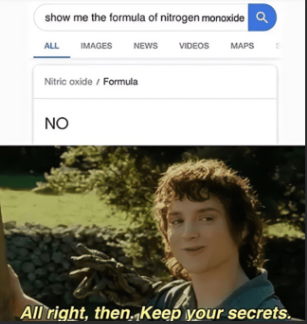 show me the formula of nitrogen monoxide
ALL IMAGES NEWS VIDEOS MAPS
Nitric oxide / Formula
NO
All right, then. Keep your secrets.